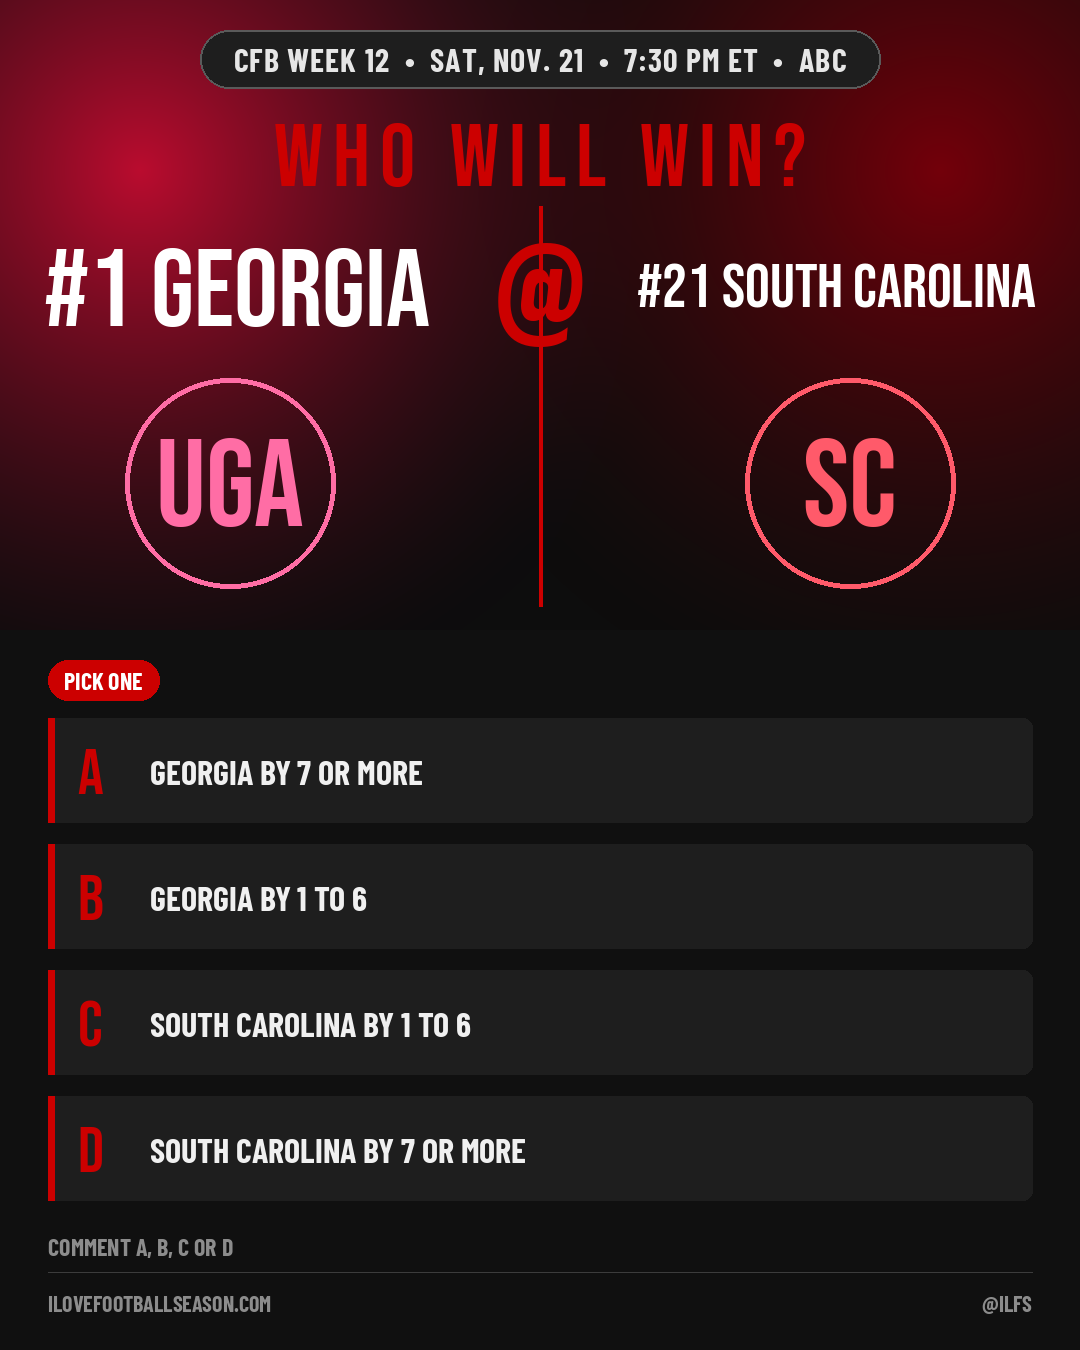 CFB WEEK 12 • SAT, NOV. 21 • 7:30 PM ET • ABC
WHO WILL WIN?
#1 GEORGIA @ #21 SOUTH CAROLINA
UGA SC
PICK ONE
A GEORGIA BY 7 OR MORE
B GEORGIA BY 1 TO 6
C SOUTH CAROLINA BY 1 TO 6
D SOUTH CAROLINA BY 7 OR MORE
COMMENT A, B, C OR D
ILOVEFOOTBALLSEASON.COM @ILFS